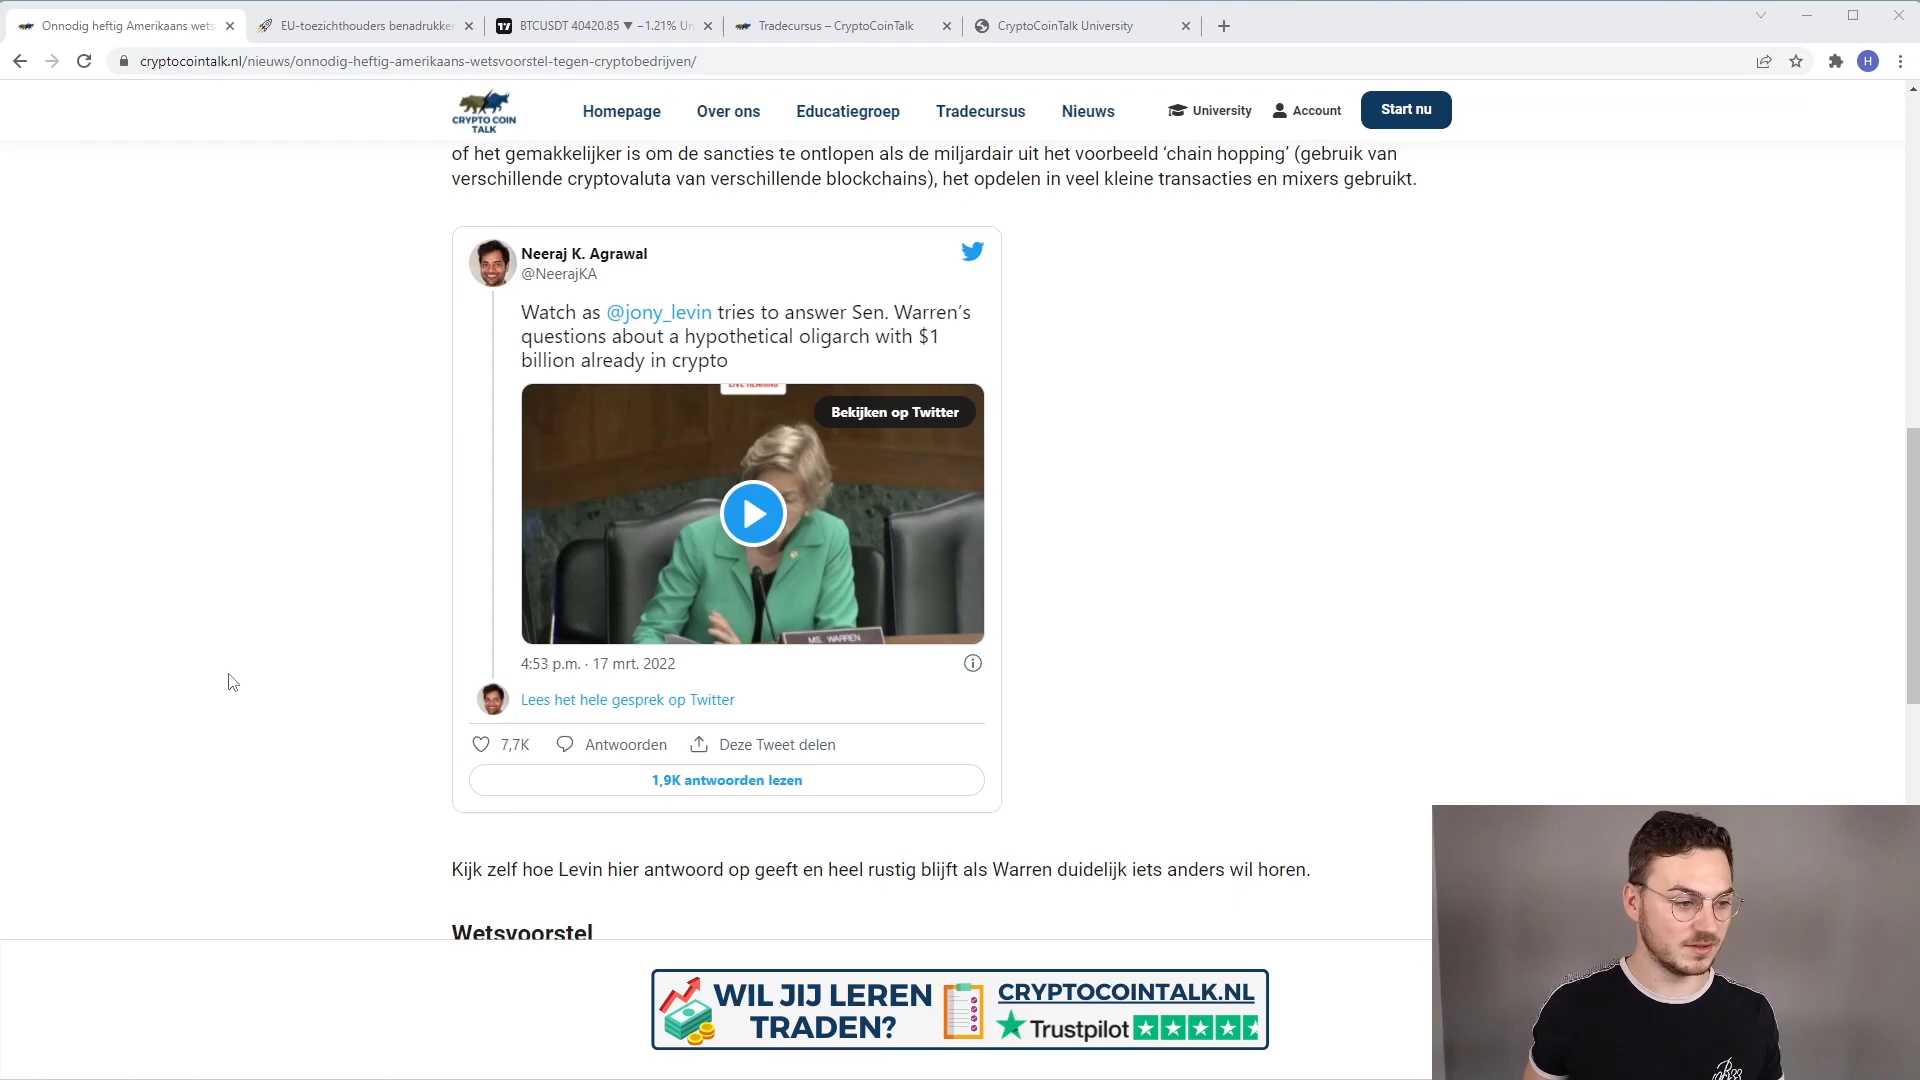 Onnodig heftig Amerikaans wets
EU-toezichthouders benadrukken
BTCUSDT 40420.85 ▼ −1.21% Un
Tradecursus – CryptoCoinTalk
CryptoCoinTalk University
cryptocointalk.nl/nieuws/onnodig-heftig-amerikaans-wetsvoorstel-tegen-cryptobedrijven/
H
CRYPTO COIN
TALK
Homepage
Over ons
Educatiegroep
Tradecursus
Nieuws
University
Account
Start nu
of het gemakkelijker is om de sancties te ontlopen als de miljardair uit het voorbeeld ‘chain hopping’ (gebruik van
verschillende cryptovaluta van verschillende blockchains), het opdelen in veel kleine transacties en mixers gebruikt.
Neeraj K. Agrawal
@NeerajKA
Watch as @jony_levin tries to answer Sen. Warren’s
questions about a hypothetical oligarch with $1
billion already in crypto
LIVE HEARING
Bekijken op Twitter
MS. WARREN
4:53 p.m. · 17 mrt. 2022
Lees het hele gesprek op Twitter
7,7K
Antwoorden
Deze Tweet delen
1,9K antwoorden lezen
Kijk zelf hoe Levin hier antwoord op geeft en heel rustig blijft als Warren duidelijk iets anders wil horen.
Wetsvoorstel
WIL JIJ LEREN
TRADEN?
CRYPTOCOINTALK.NL
Trustpilot